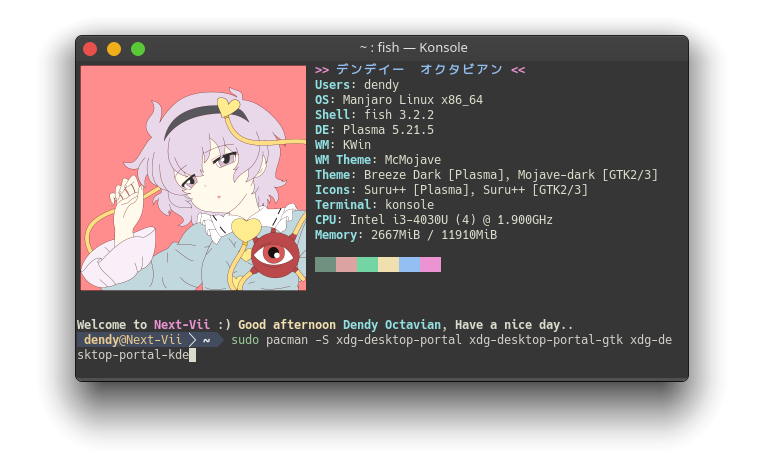 ~ : fish — Konsole
>> デンデイー オクタビアン <<
Users: dendy
OS: Manjaro Linux x86_64
Shell: fish 3.2.2
DE: Plasma 5.21.5
WM: KWin
WM Theme: McMojave
Theme: Breeze Dark [Plasma], Mojave-dark [GTK2/3]
Icons: Suru++ [Plasma], Suru++ [GTK2/3]
Terminal: konsole
CPU: Intel i3-4030U (4) @ 1.900GHz
Memory: 2667MiB / 11910MiB
Welcome to Next-Vii :) Good afternoon Dendy Octavian, Have a nice day..
dendy@Next-Vii ~ sudo pacman -S xdg-desktop-portal xdg-desktop-portal-gtk xdg-de
sktop-portal-kde